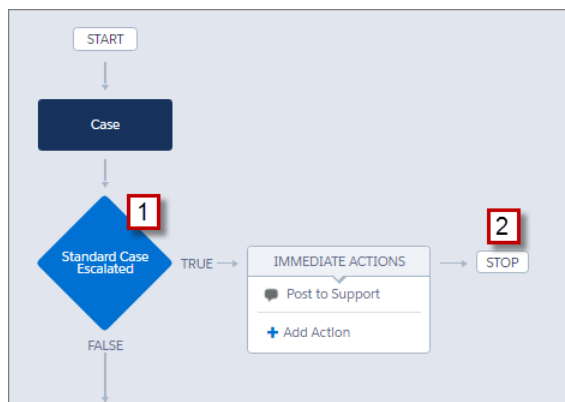 START
Case
1
2
Standard Case
Escalated
TRUE
IMMEDIATE ACTIONS
STOP
Post to Support
+ Add Action
FALSE